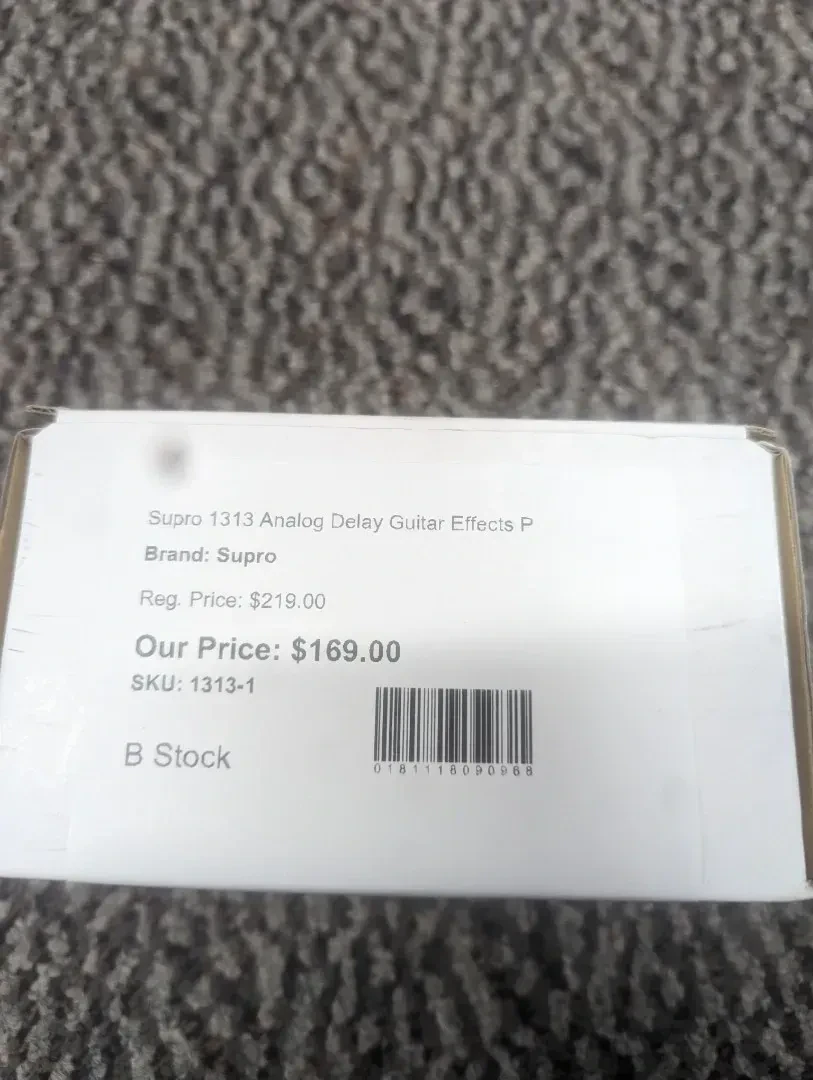 Supro 1313 Analog Delay Guitar Effects P
Brand: Supro
Reg. Price: $219.00
Our Price: $169.00
SKU: 1313-1
B Stock
0181118090968